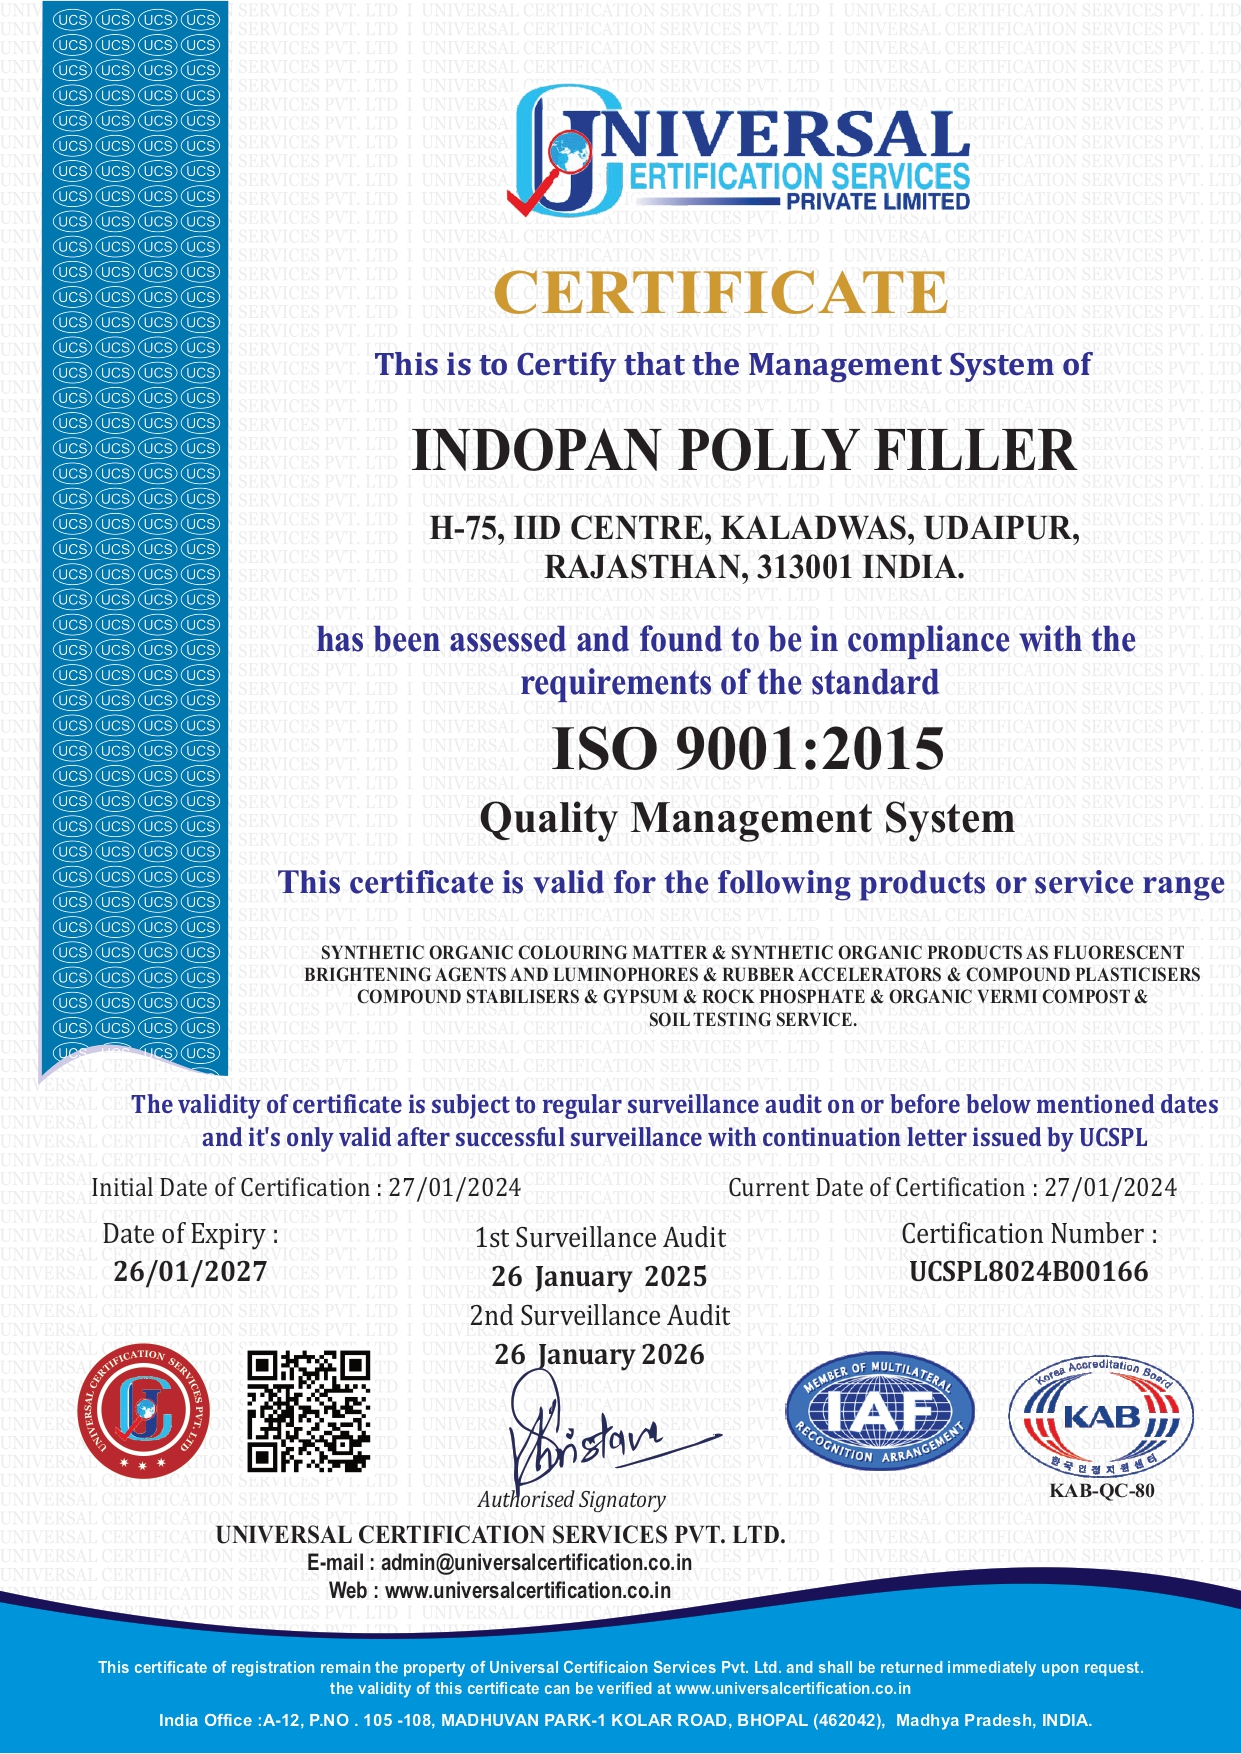 UNIVERSAL
CERTIFICATION SERVICES
PRIVATE LIMITED
CERTIFICATE
This is to Certify that the Management System of
INDOPAN POLLY FILLER
H-75, IID CENTRE, KALADWAS, UDAIPUR,
RAJASTHAN, 313001 INDIA.
has been assessed and found to be in compliance with the
requirements of the standard
ISO 9001:2015
Quality Management System
This certificate is valid for the following products or service range
SYNTHETIC ORGANIC COLOURING MATTER & SYNTHETIC ORGANIC PRODUCTS AS FLUORESCENT
BRIGHTENING AGENTS AND LUMINOPHORES & RUBBER ACCELERATORS & COMPOUND PLASTICISERS
COMPOUND STABILISERS & GYPSUM & ROCK PHOSPHATE & ORGANIC VERMI COMPOST &
SOIL TESTING SERVICE.
The validity of certificate is subject to regular surveillance audit on or before below mentioned dates
and it's only valid after successful surveillance with continuation letter issued by UCSPL
Initial Date of Certification : 27/01/2024
Current Date of Certification : 27/01/2024
Date of Expiry :
26/01/2027
1st Surveillance Audit
26 January 2025
2nd Surveillance Audit
26 January 2026
Certification Number :
UCSPL8024B00166
UNIVERSAL CERTIFICATION SERVICES PVT. LTD
MEMBER OF MULTILATERAL
IAF
RECOGNITION ARRANGEMENT
Korea Accreditation Board
KAB
한국인정지원센타
KAB-QC-80
Authorised Signatory
UNIVERSAL CERTIFICATION SERVICES PVT. LTD.
E-mail : admin@universalcertification.co.in
Web : www.universalcertification.co.in
This certificate of registration remain the property of Universal Certificaion Services Pvt. Ltd. and shall be returned immediately upon request.
the validity of this certificate can be verified at www.universalcertification.co.in
India Office :A-12, P.NO . 105 -108, MADHUVAN PARK-1 KOLAR ROAD, BHOPAL (462042), Madhya Pradesh, INDIA.